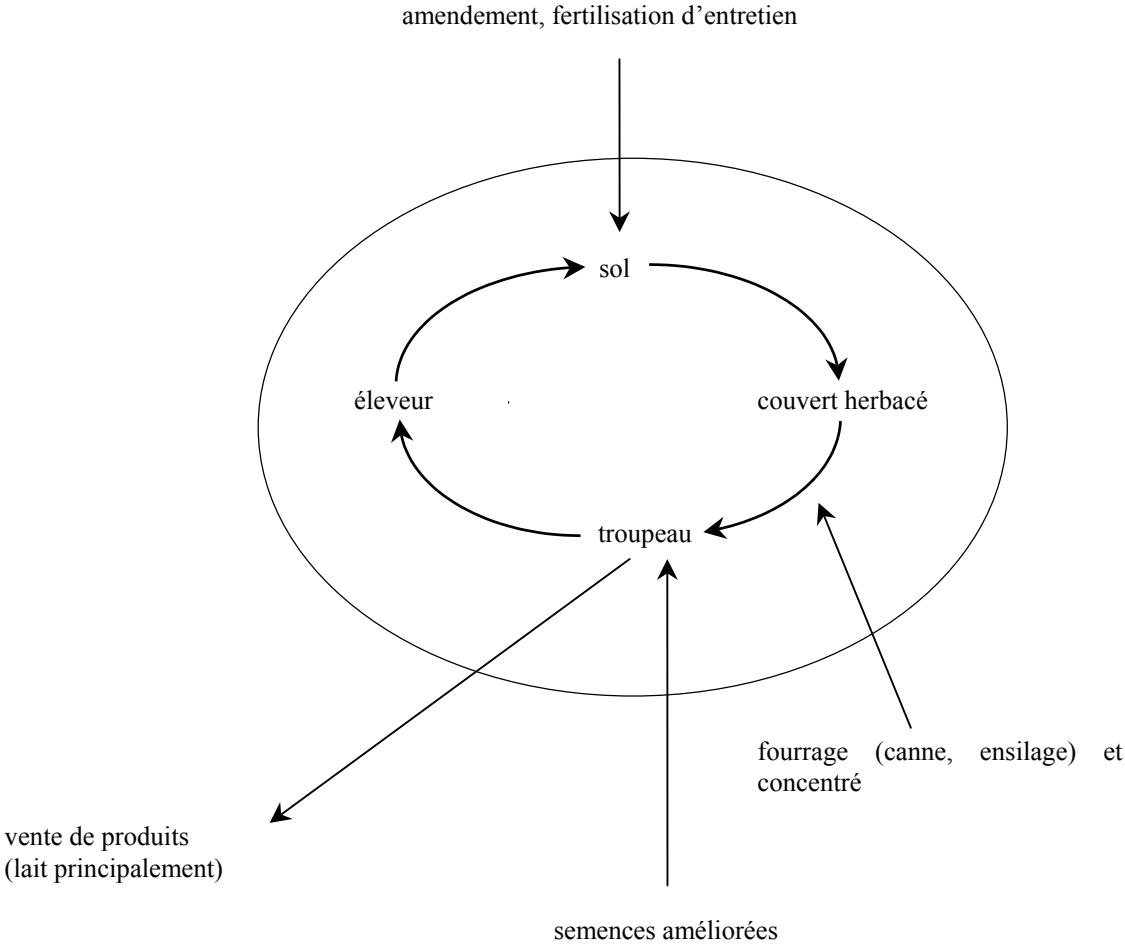 amendement, fertilisation d’entretien
sol
éleveur
couvert herbacé
troupeau
fourrage (canne, ensilage) et
concentré
vente de produits
(lait principalement)
semences améliorées